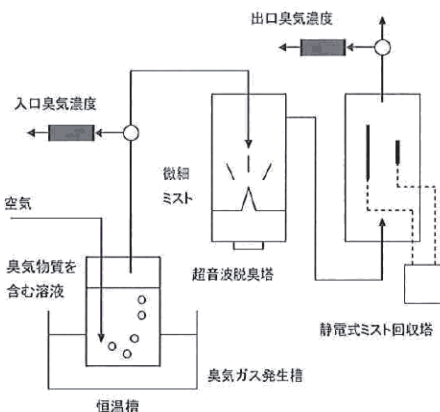 出口臭気濃度
入口臭気濃度
微細
ミスト
空気
臭気物質を
含む溶液
超音波脱臭塔
静電式ミスト回収塔
臭気ガス発生槽
恒温槽